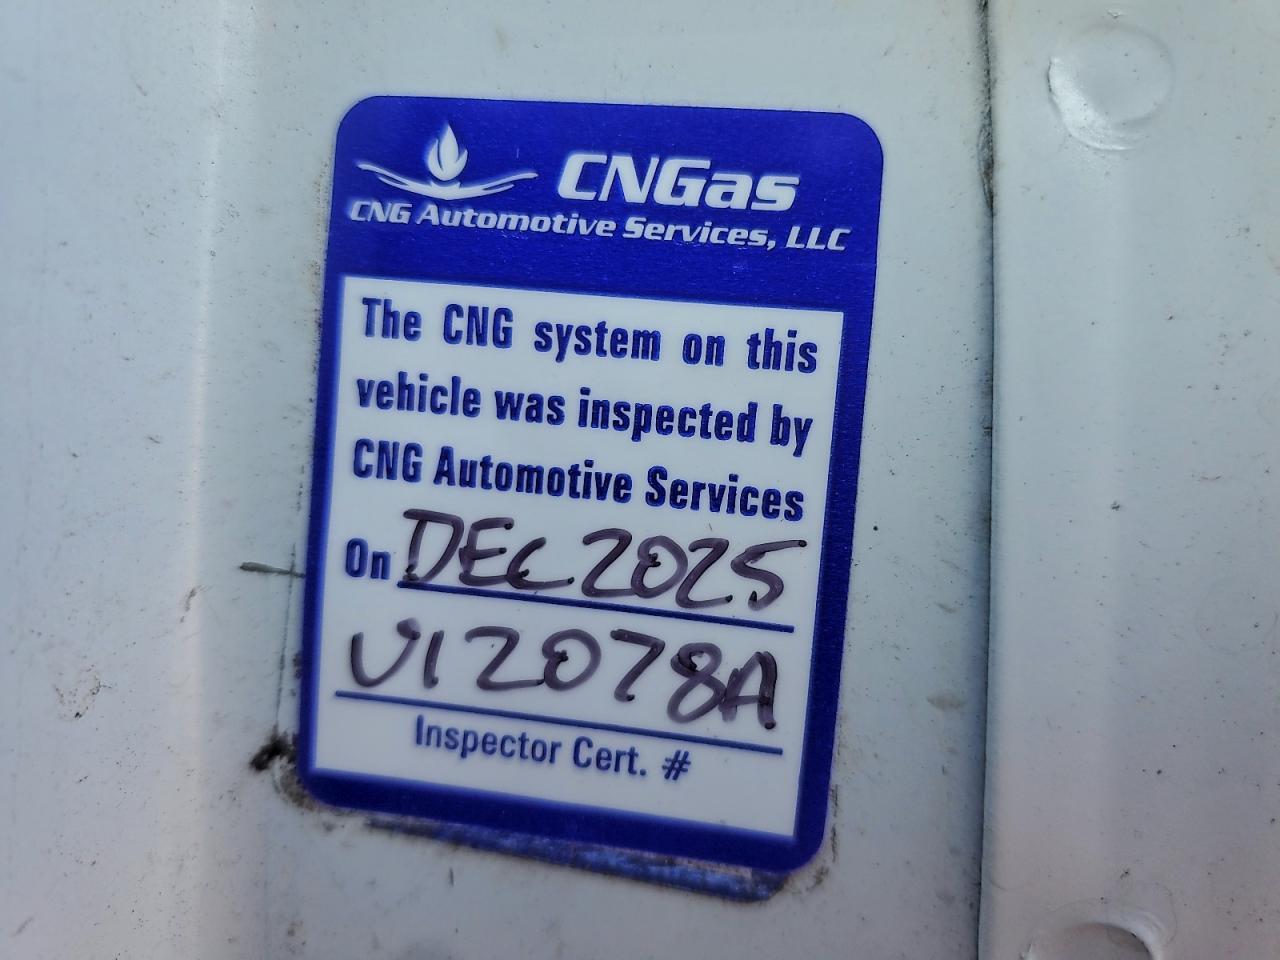 CNGas
CNG Automotive Services, LLC
The CNG system on this
vehicle was inspected by
CNG Automotive Services
On DEC 2025
VI2078A
Inspector Cert. #